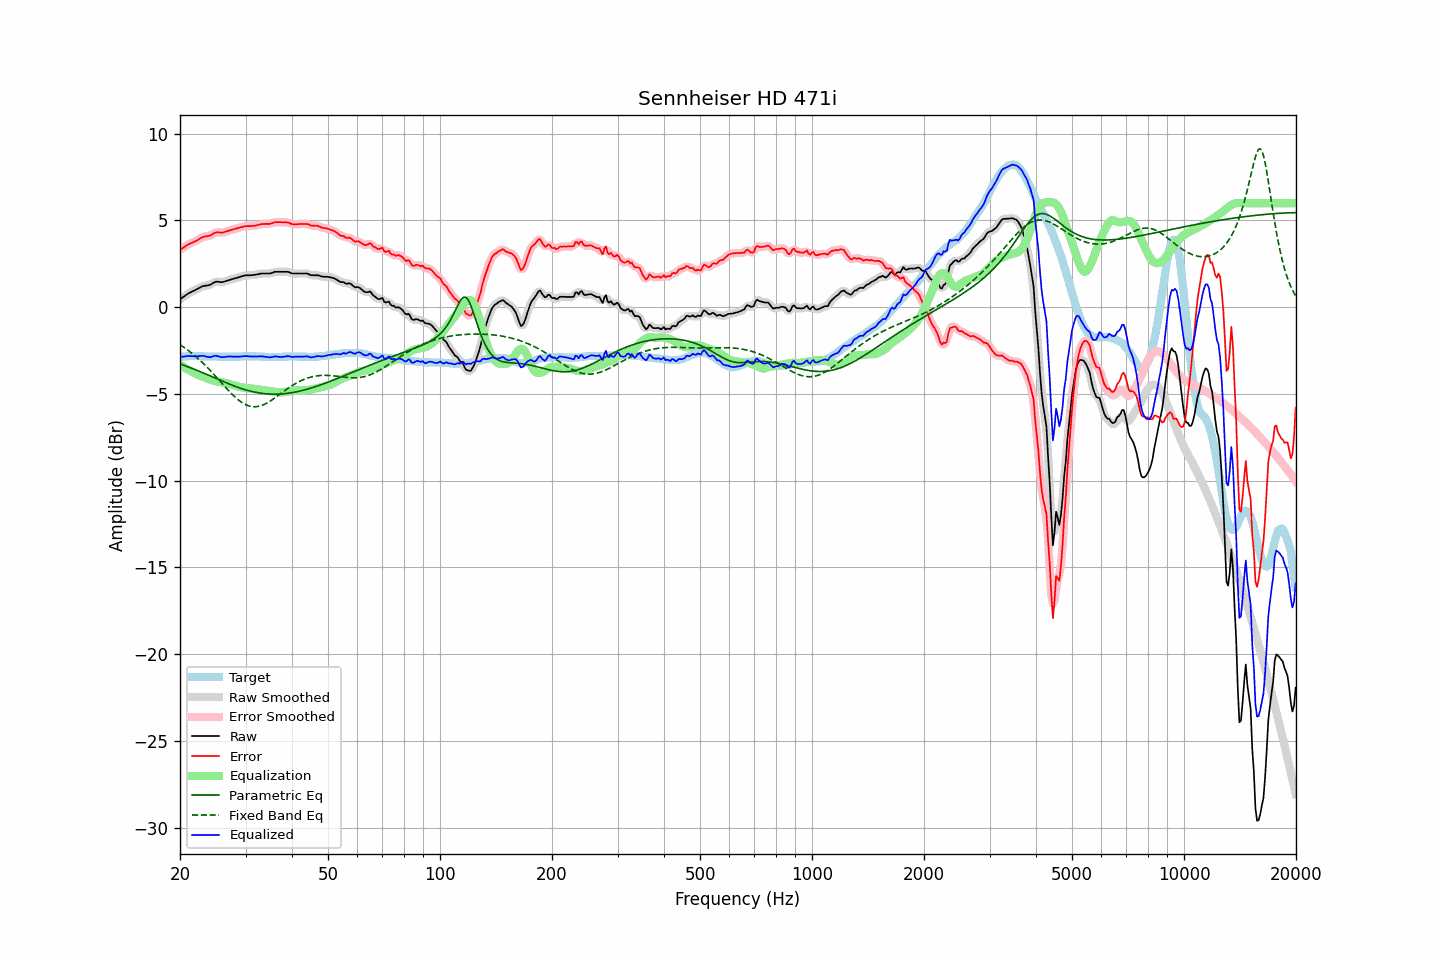 Sennheiser HD 471i
Amplitude (dBr)
10
5
0
−5
−10
−15
−20
−25
−30
Target
Raw Smoothed
Error Smoothed
Raw
Error
Equalization
Parametric Eq
Fixed Band Eq
Equalized
20 50 100 200 500 1000 2000 5000 10000 20000
Frequency (Hz)